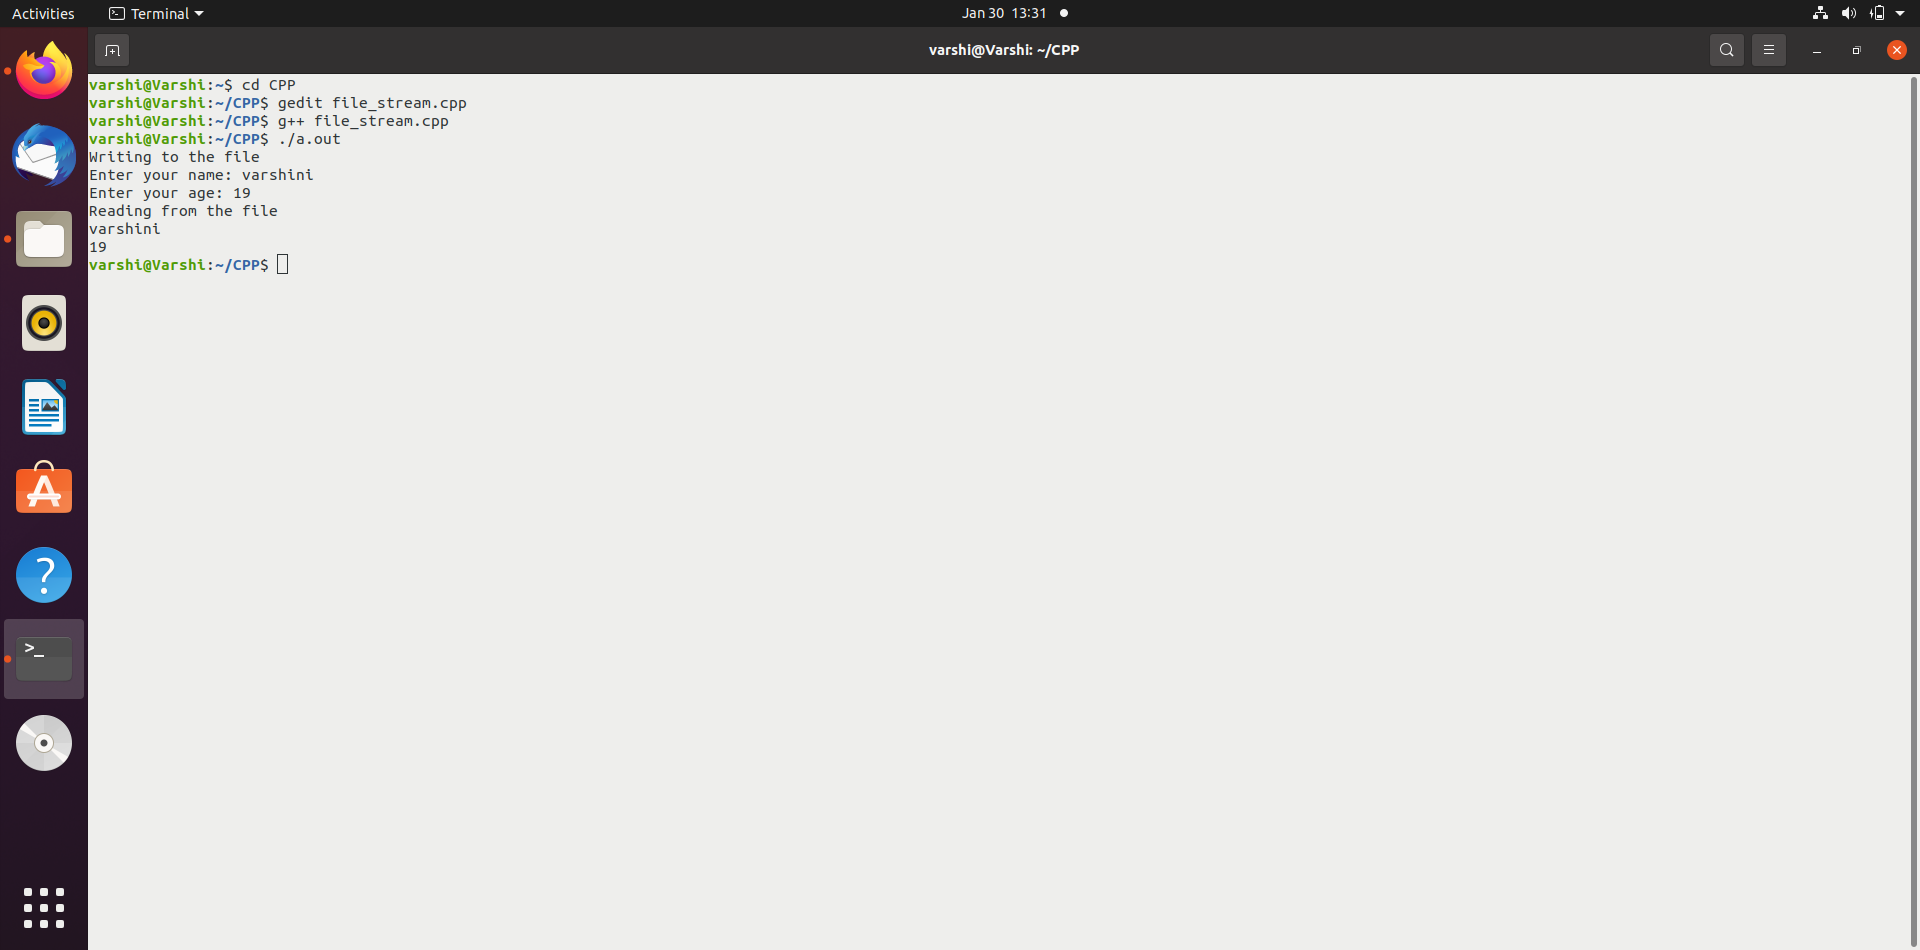 Activities Terminal Jan 30 13:31
varshi@Varshi: ~/CPP
varshi@Varshi:~$ cd CPP
varshi@Varshi:~/CPP$ gedit file_stream.cpp
varshi@Varshi:~/CPP$ g++ file_stream.cpp
varshi@Varshi:~/CPP$ ./a.out
Writing to the file
Enter your name: varshini
Enter your age: 19
Reading from the file
varshini
19
varshi@Varshi:~/CPP$